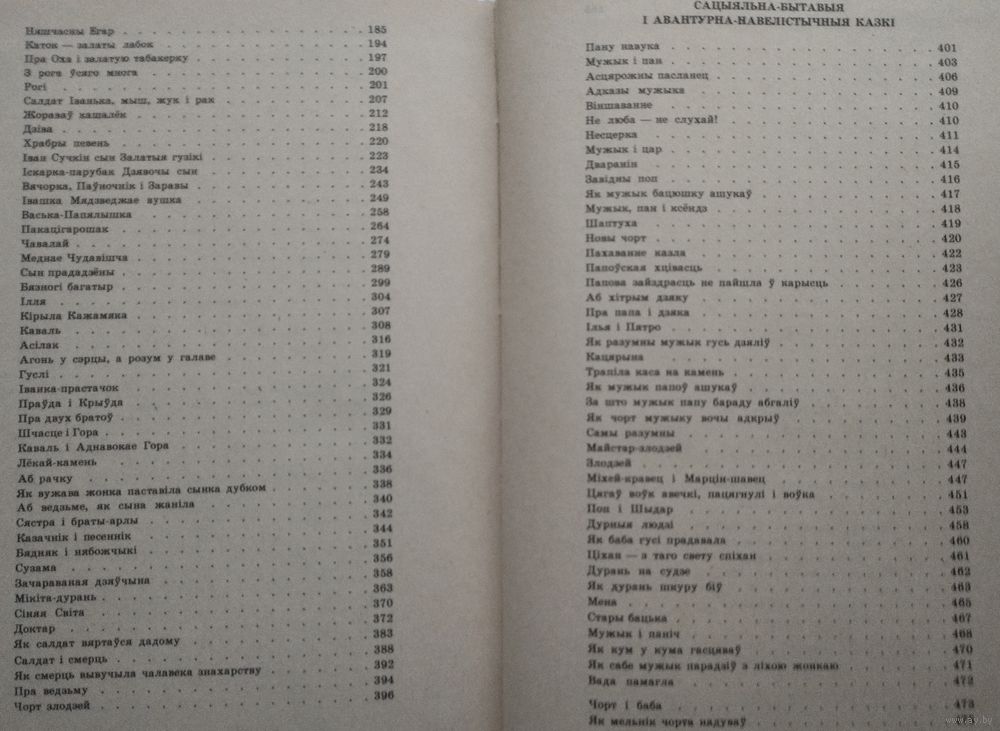 Няшчасны Егар . . . 185
Каток — залаты лабок . . . 194
Пра Оха і залатую табакерку . . . 197
З рога ўсяго многа . . . 200
Рогі . . . 201
Салдат Іванька, мыш, жук і рак . . . 207
Жораваў кашалёк . . . 212
Дзіва . . . 218
Храбры певень . . . 220
Іван Сучкін сын Залатыя гузікі . . . 223
Іскарка-парубак Дзявочы сын . . . 234
Вячорка, Паўночнік і Заравы . . . 243
Івашка Мядзведжае вушка . . . 249
Васька-Папялышка . . . 258
Пакацігарошак . . . 264
Чавалай . . . 274
Меднае Чудавішча . . . 279
Сын прададзёны . . . 289
Бязногі багатыр . . . 299
Ілля . . . 304
Кірыла Кажамяка . . . 307
Каваль . . . 308
Асілак . . . 316
Агонь у сэрцы, а розум у галаве . . . 319
Гуслі . . . 321
Іванка-прастачок . . . 324
Праўда і Крыўда . . . 326
Пра двух братоў . . . 329
Шчасце і Гора . . . 331
Каваль і Аднавокае Гора . . . 332
Лёкай-камень . . . 334
Аб рачку . . . 336
Як вужава жонка паставіла сынка дубком . . . 338
Аб ведзьме, як сына жаніла . . . 340
Сястра і браты-арлы . . . 342
Казачнік і песеннік . . . 344
Бядняк і нябожчыкі . . . 351
Сузама . . . 356
Зачараваная дзяўчына . . . 358
Мікіта-дурань . . . 363
Сіняя Світа . . . 370
Доктар . . . 372
Як салдат вяртаўся дадому . . . 383
Салдат і смерць . . . 388
Як смерць вывучыла чалавека знахарству . . . 392
Пра ведзьму . . . 394
Чорт злодзей . . . 396
САЦЫЯЛЬНА-БЫТАВЫЯ
І АВАНТУРНА-НАВЕЛІСТЫЧНЫЯ КАЗКІ
Пану навука . . . 401
Мужык і пан . . . 403
Асцярожны пасланец . . . 406
Адказы мужыка . . . 409
Віншаванне . . . 410
Не люба — не слухай! . . . 410
Несцерка . . . 411
Мужык і цар . . . 414
Дваранін . . . 415
Завідны поп . . . 416
Як мужык бацюшку ашукаў . . . 417
Мужык, пан і ксёндз . . . 418
Шаптуха . . . 419
Новы чорт . . . 420
Пахаванне казла . . . 422
Папоўская хцівасць . . . 423
Папова зайздрасць не пайшла ў карысць . . . 426
Аб хітрым дзяку . . . 427
Пра папа і дзяка . . . 428
Ілья і Пятро . . . 431
Як разумны мужык гусь дзяліў . . . 432
Кацярына . . . 433
Трапіла каса на камень . . . 435
Як мужык папоў ашукаў . . . 436
За што мужык папу бараду абгаліў . . . 438
Як чорт мужыку вочы адкрыў . . . 439
Самы разумны . . . 443
Майстар-злодзей . . . 444
Злодзей . . . 447
Міхей-кравец і Марцін-шавец . . . 447
Цягаў воўк авечкі, пацягнулі і воўка . . . 451
Поп і Шыдар . . . 453
Дурныя людзі . . . 458
Як баба гусі прадавала . . . 460
Ціхан — з таго свету спіхан . . . 461
Дурань на судзе . . . 462
Як дурань шкуру біў . . . 463
Мена . . . 465
Стары бацька . . . 467
Мужык і паніч . . . 468
Як кум у кума гасцяваў . . . 470
Як сабе мужык парадзіў з ліхою жонкаю . . . 471
Вада памагла . . . 472
Чорт і баба . . . 473
Як мельнік чорта надуваў . . .
www.ay.by